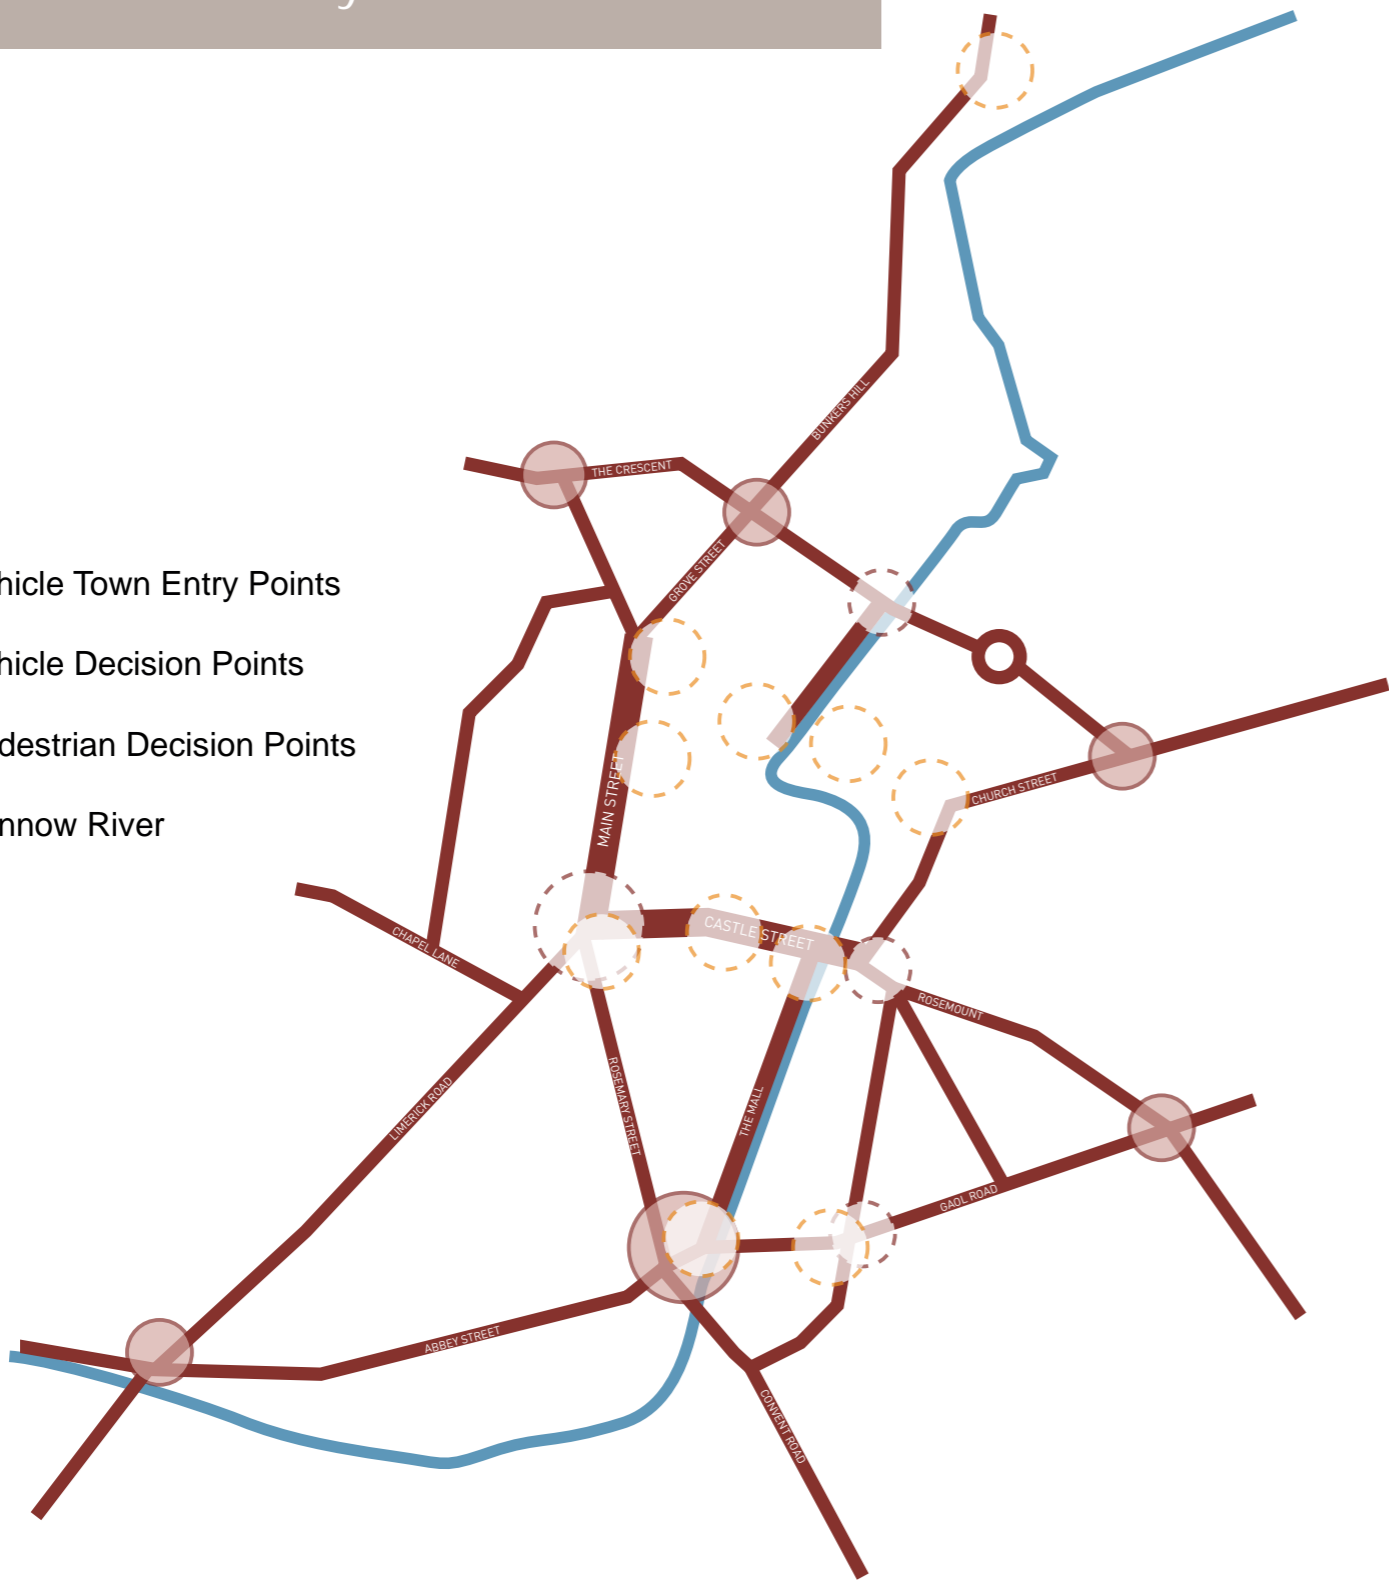 y
THE CRESCENT
BUNKERS HILL
GROVE STREET
hicle Town Entry Points
hicle Decision Points
destrian Decision Points
nnow River
MAIN STREET
CHURCH STREET
CHAPEL LANE
CASTLE STREET
ROSEMOUNT
LIMERICK ROAD
ROSEMARY STREET
THE MALL
GAOL ROAD
ABBEY STREET
CONVENT ROAD